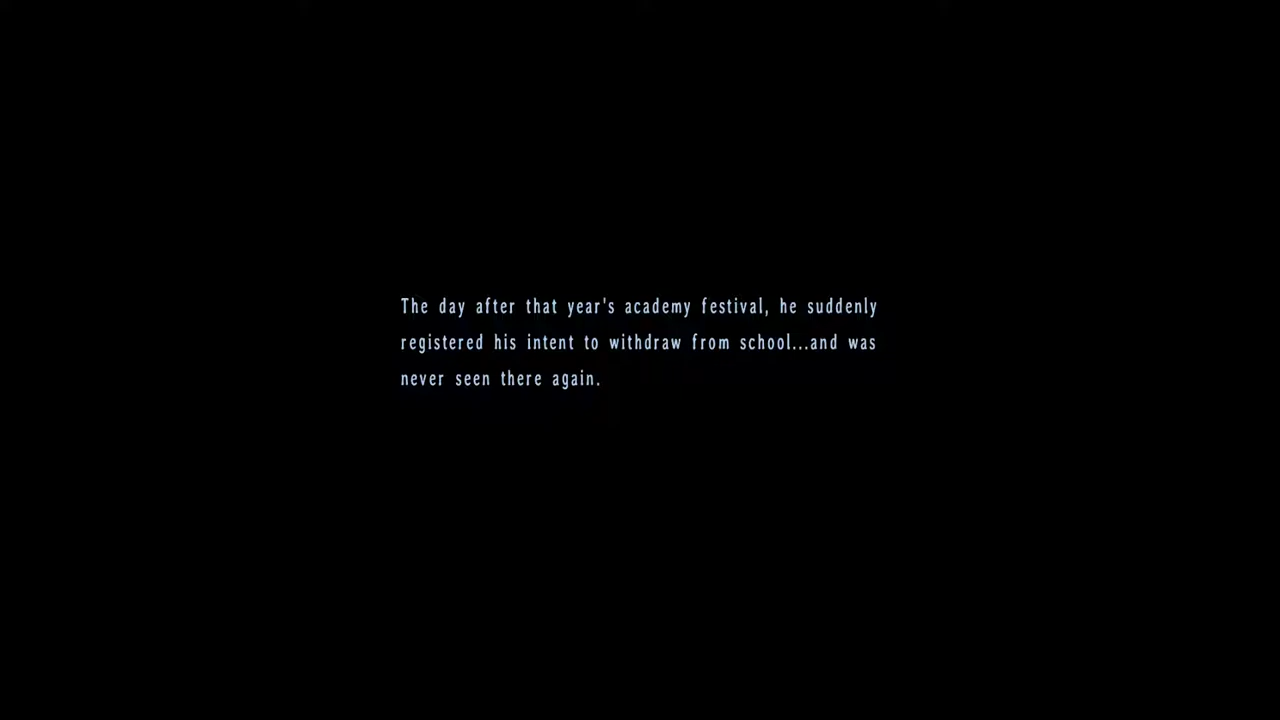 The day after that year's academy festival, he suddenly
registered his intent to withdraw from school...and was
never seen there again.